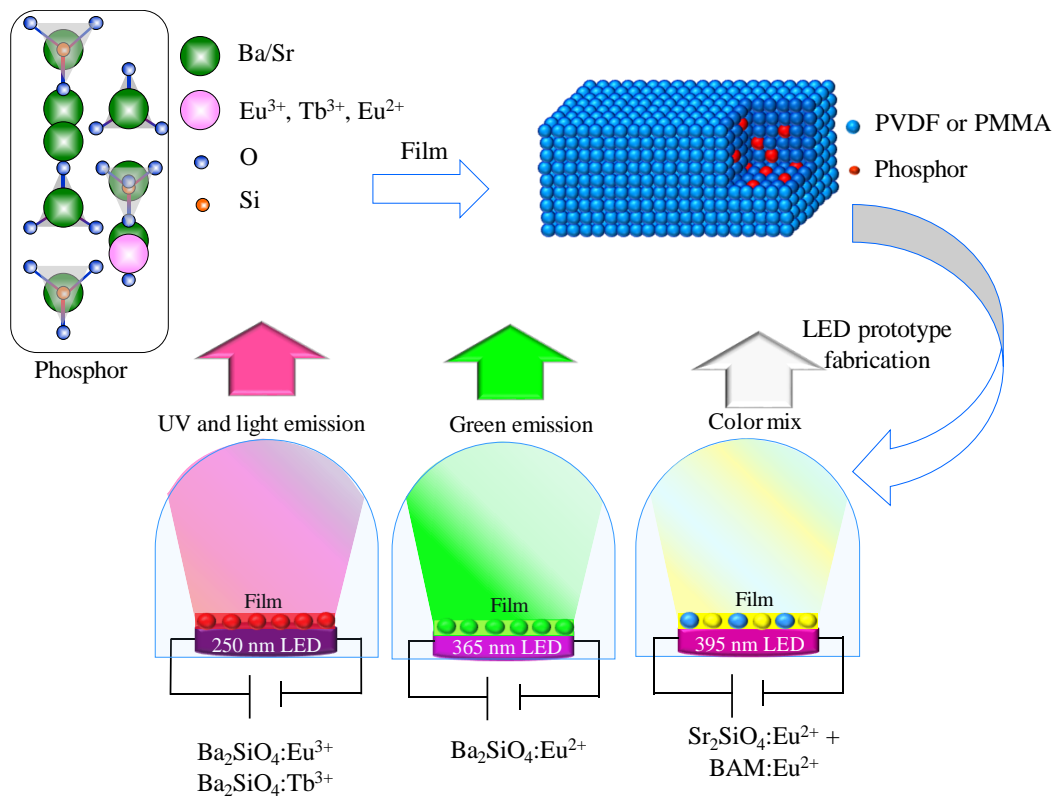 Ba/Sr
Eu³⁺, Tb³⁺, Eu²⁺
O
Si
Phosphor
Film
PVDF or PMMA
Phosphor
LED prototype
fabrication
UV and light emission
Green emission
Color mix
Film
250 nm LED
Film
365 nm LED
Film
395 nm LED
Ba₂SiO₄:Eu³⁺
Ba₂SiO₄:Tb³⁺
Ba₂SiO₄:Eu²⁺
Sr₂SiO₄:Eu²⁺ +
BAM:Eu²⁺